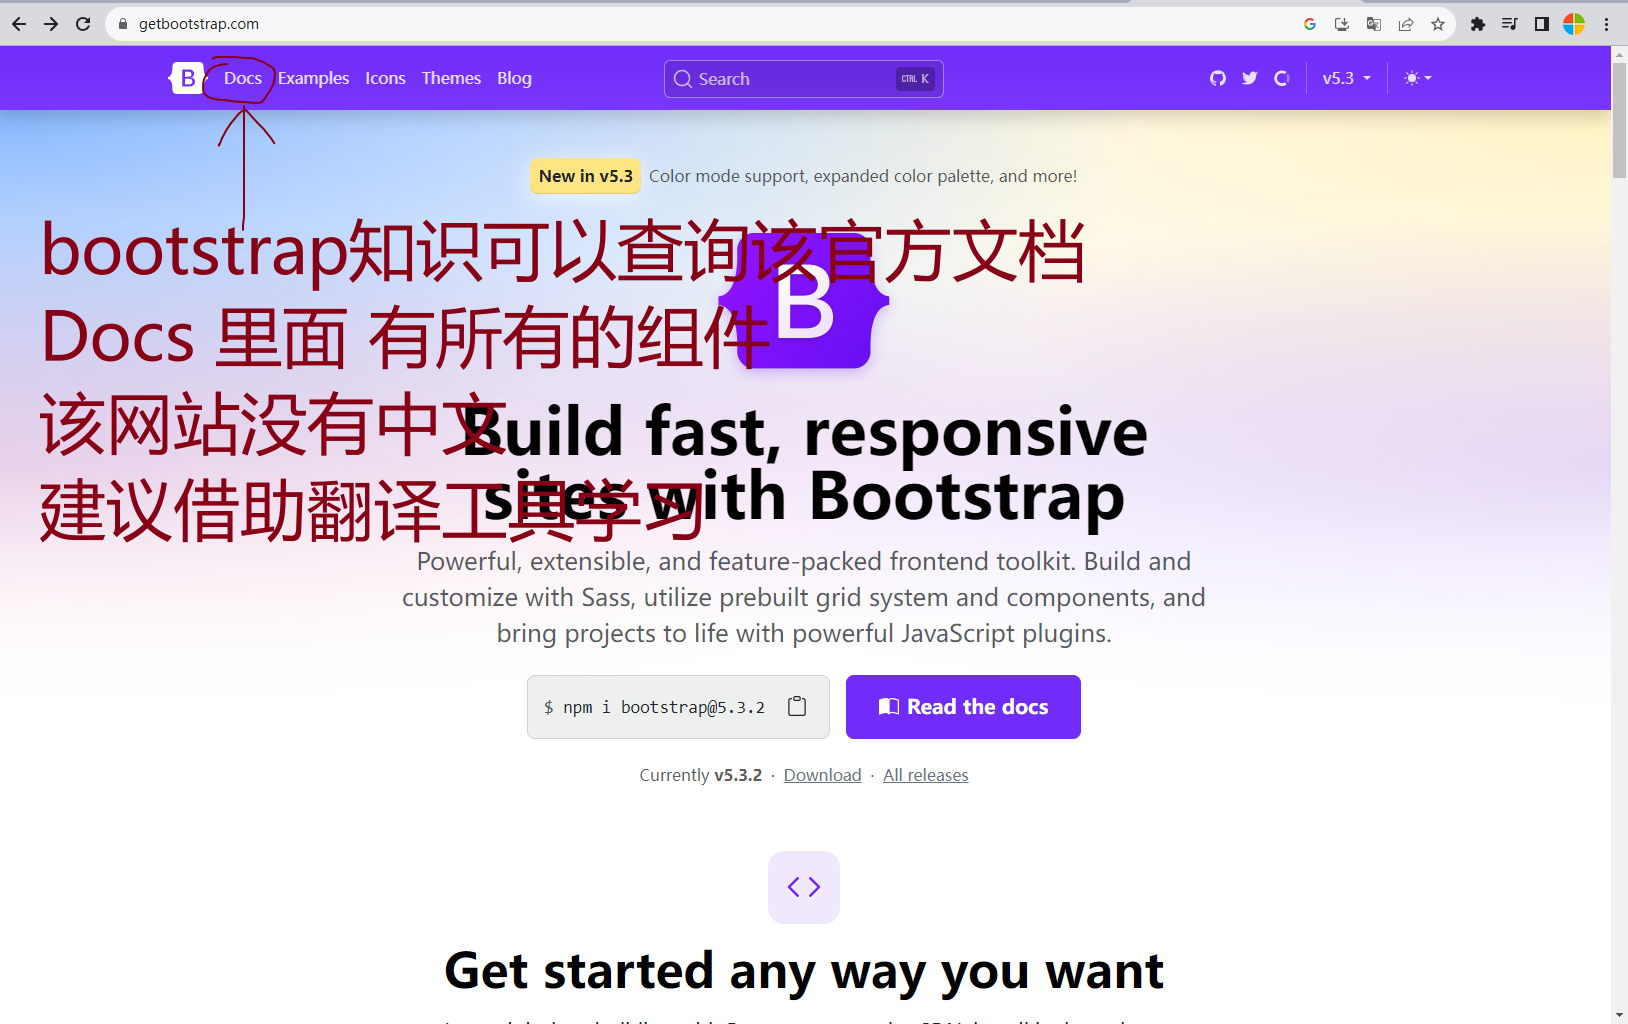 getbootstrap.com
B Docs Examples Icons Themes Blog Search CTRL K v5.3
New in v5.3 Color mode support, expanded color palette, and more!
bootstrap知识可以查询该官方文档
B
Docs 里面 有所有的组件
该网站没有中文
Build fast, responsive
建议借助翻译工具学习
sites with Bootstrap
Powerful, extensible, and feature-packed frontend toolkit. Build and
customize with Sass, utilize prebuilt grid system and components, and
bring projects to life with powerful JavaScript plugins.
$ npm i bootstrap@5.3.2 Read the docs
Currently v5.3.2 · Download · All releases
Get started any way you want